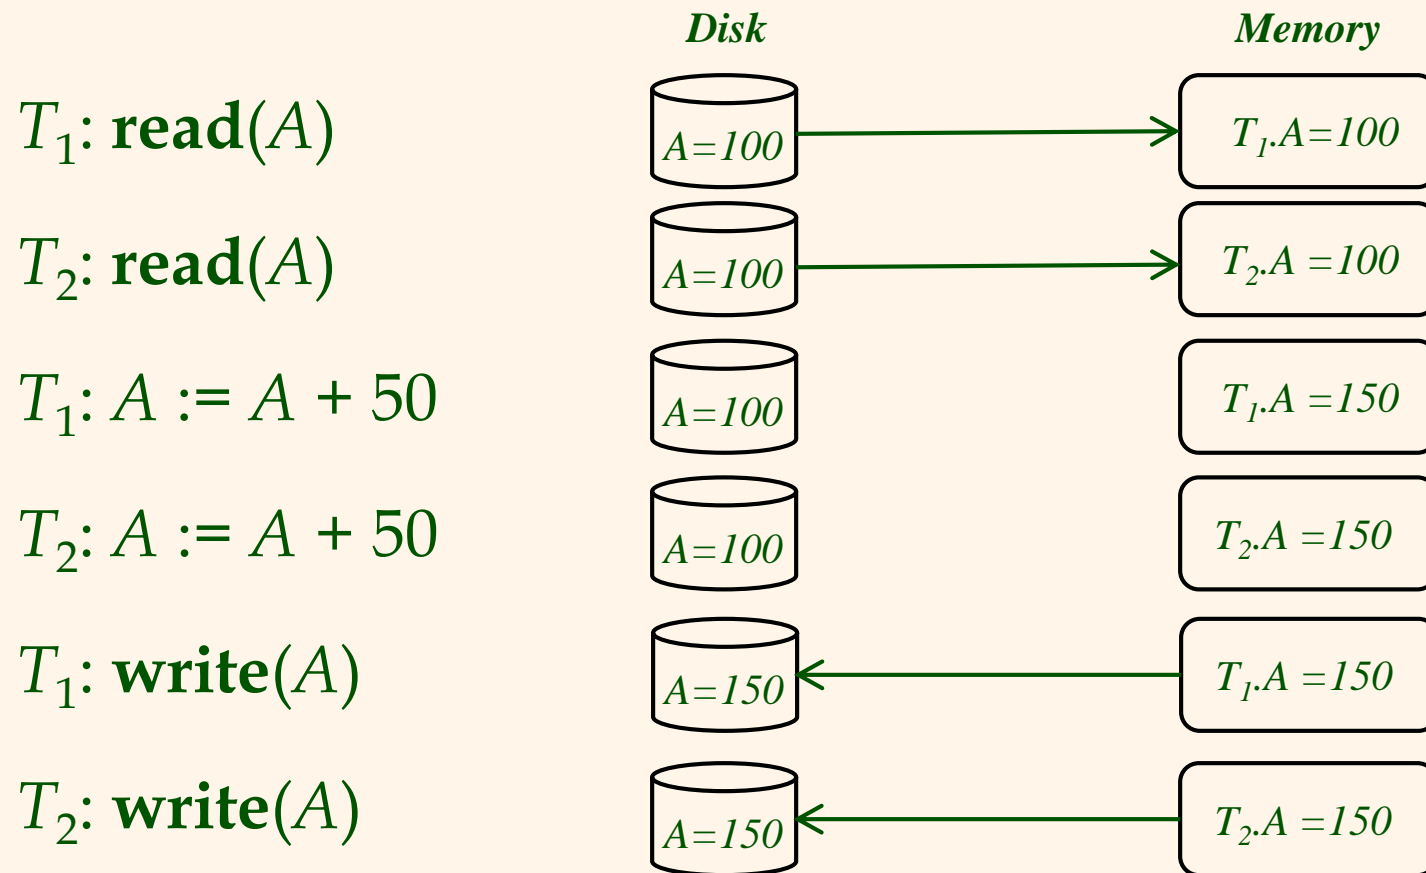 Disk Memory
T₁: read(A) A=100 T₁.A=100
T₂: read(A) A=100 T₂.A =100
T₁: A := A + 50 A=100 T₁.A =150
T₂: A := A + 50 A=100 T₂.A =150
T₁: write(A) A=150 T₁.A =150
T₂: write(A) A=150 T₂.A =150